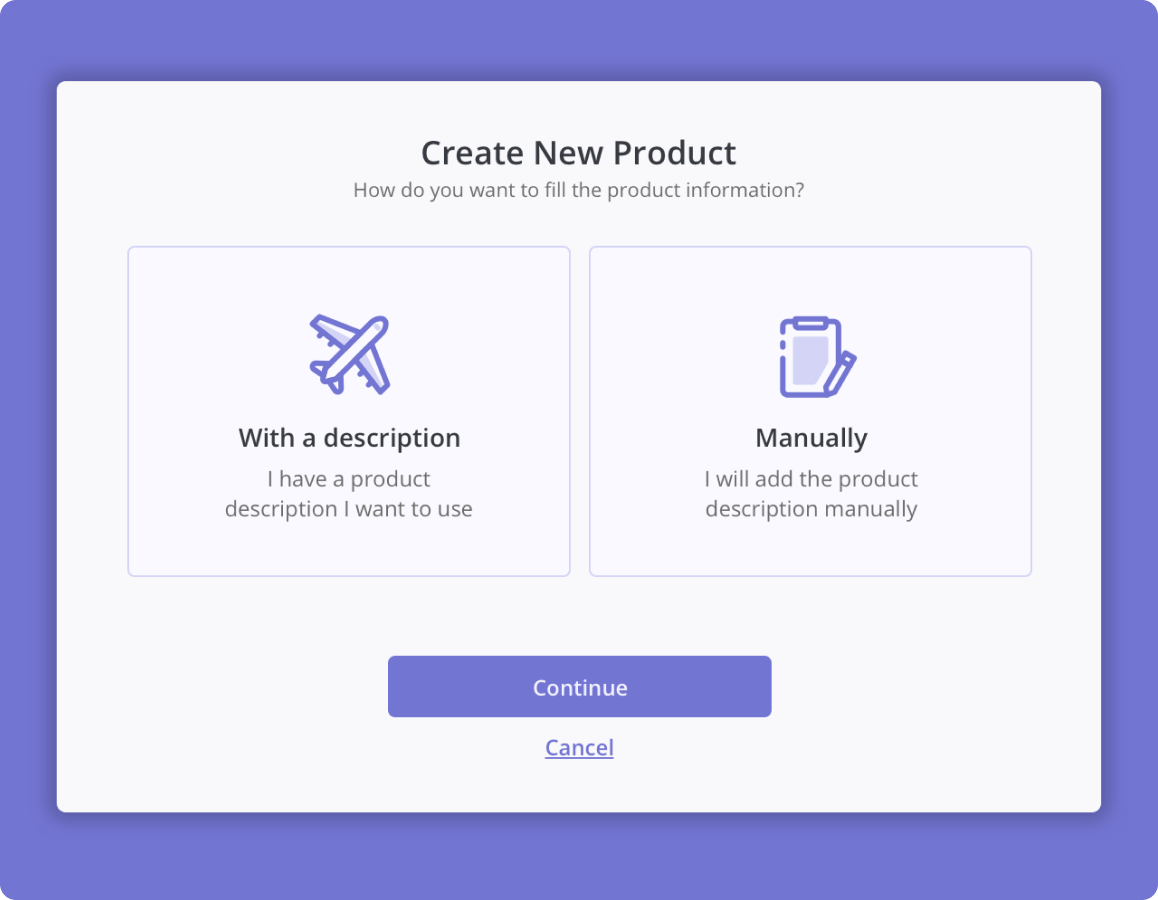 Create New Product
How do you want to fill the product information?
With a description
I have a product
description I want to use
Manually
I will add the product
description manually
Continue
Cancel